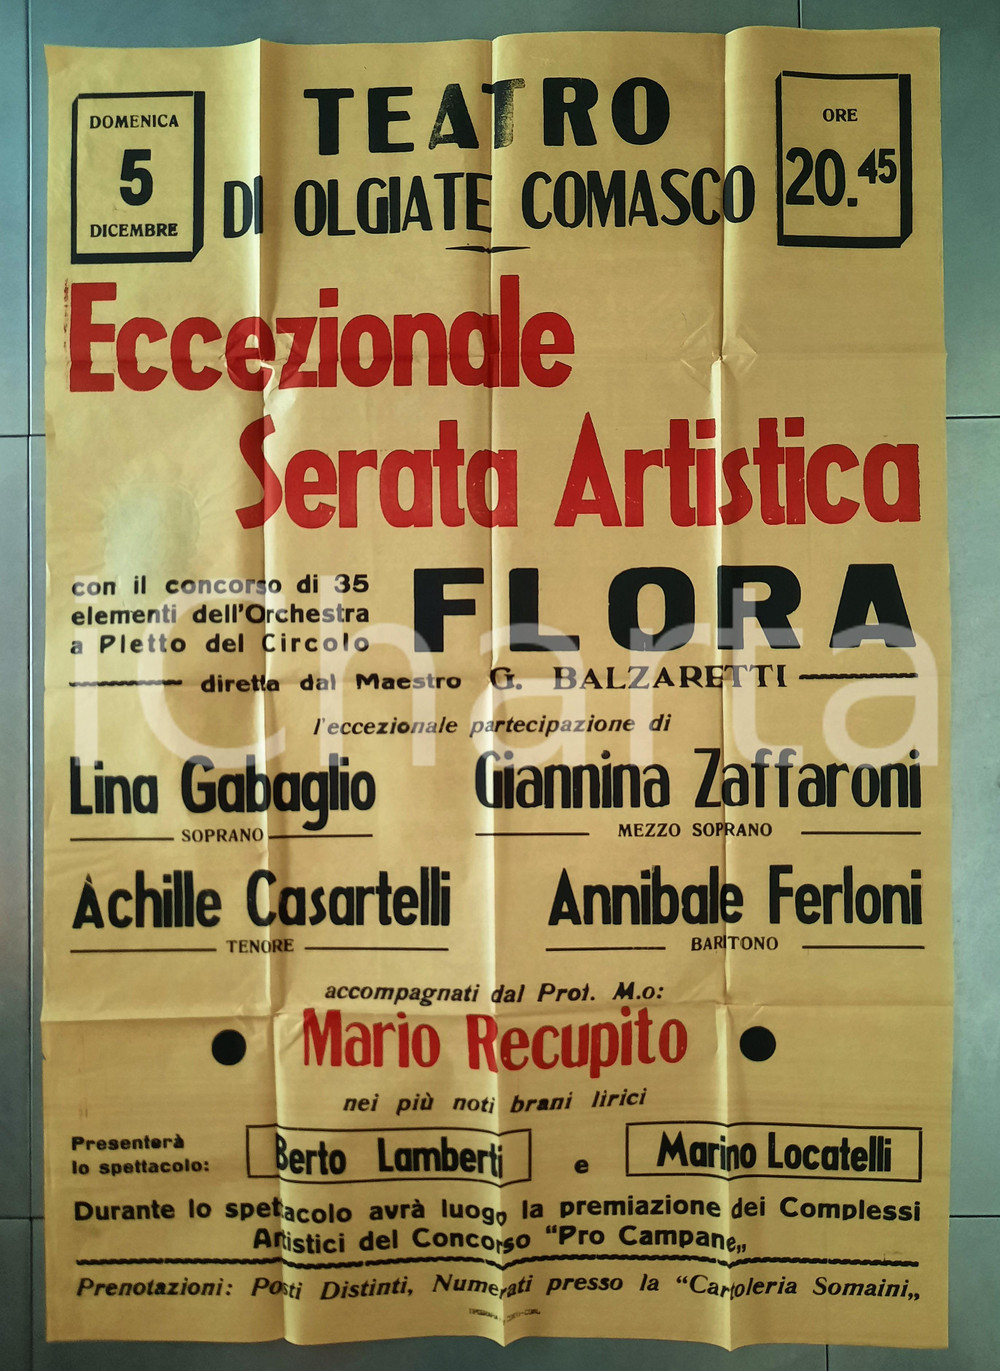 DOMENICA
5
DICEMBRE
TEATRO
DI OLGIATE COMASCO
ORE
20.45
Eccezionale
Serata Artistica
con il concorso di 35
elementi dell'Orchestra
a Pletto del Circolo
FLORA
diretta dal Maestro G. BALZARETTI
l'eccezionale partecipazione di
Lina Gabaglio
SOPRANO
Giannina Zaffaroni
MEZZO SOPRANO
Achille Casartelli
TENORE
Annibale Ferloni
BARITONO
accompagnati dal Prof. M.o:
Mario Recupito
nei più noti brani lirici
Presenterà
lo spettacolo:
Berto Lamberti e Marino Locatelli
Durante lo spettacolo avrà luogo la premiazione dei Complessi
Artistici del Concorso "Pro Campane„
Prenotazioni: Posti Distinti, Numerati presso la "Cartoleria Somaini„
iCharta